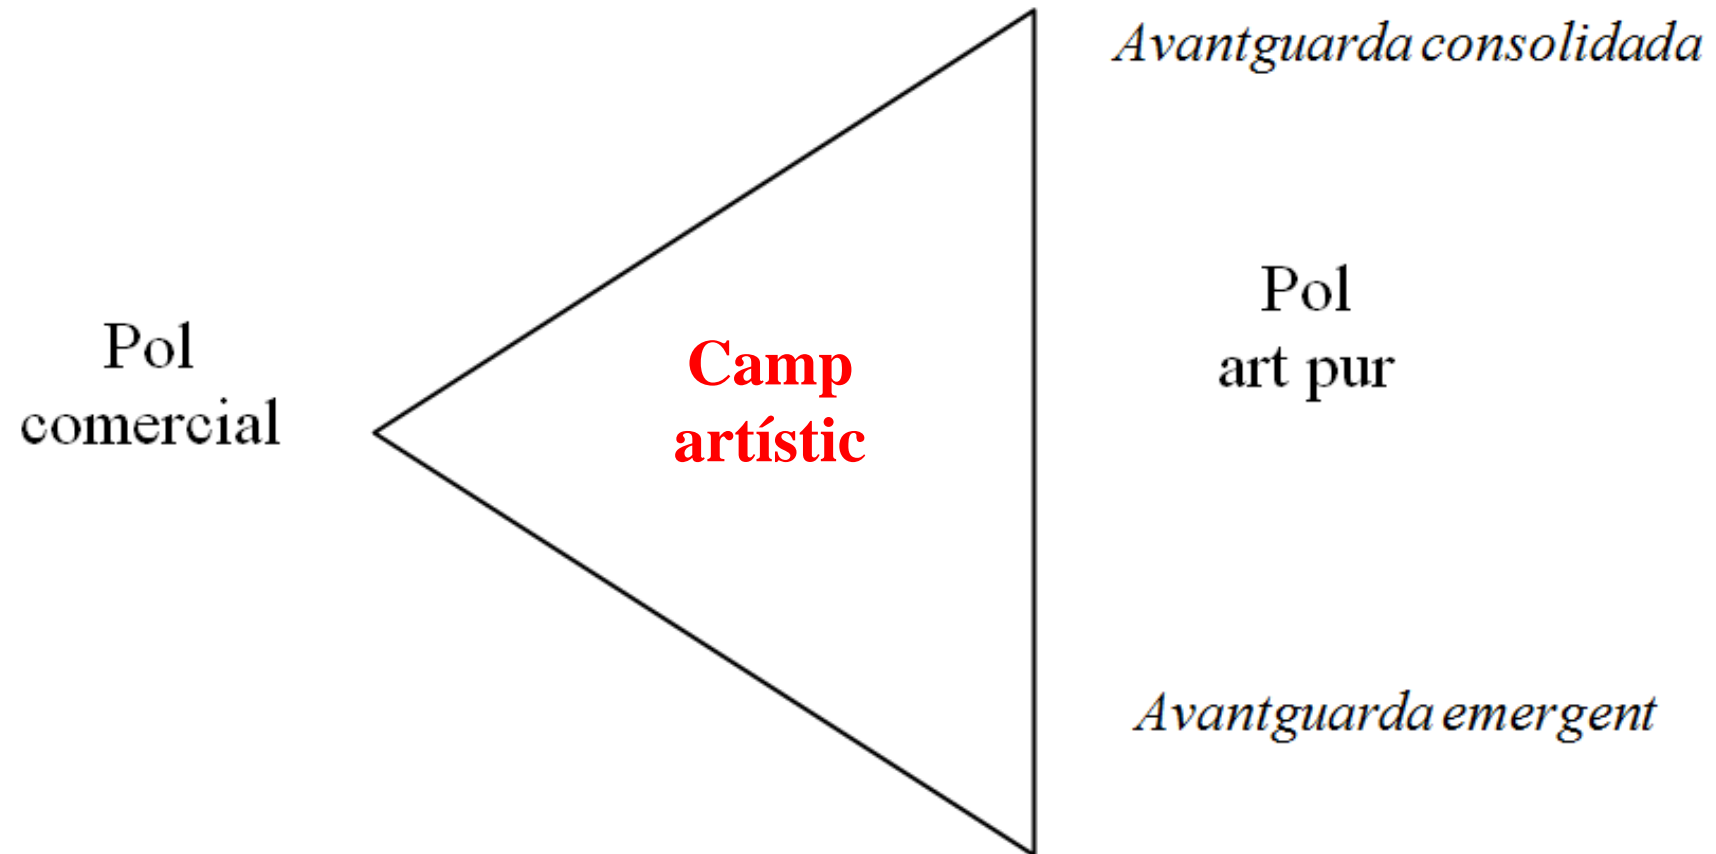 Avantguarda consolidada
Pol
art pur
Pol
comercial
Camp
artístic
Avantguarda emergent